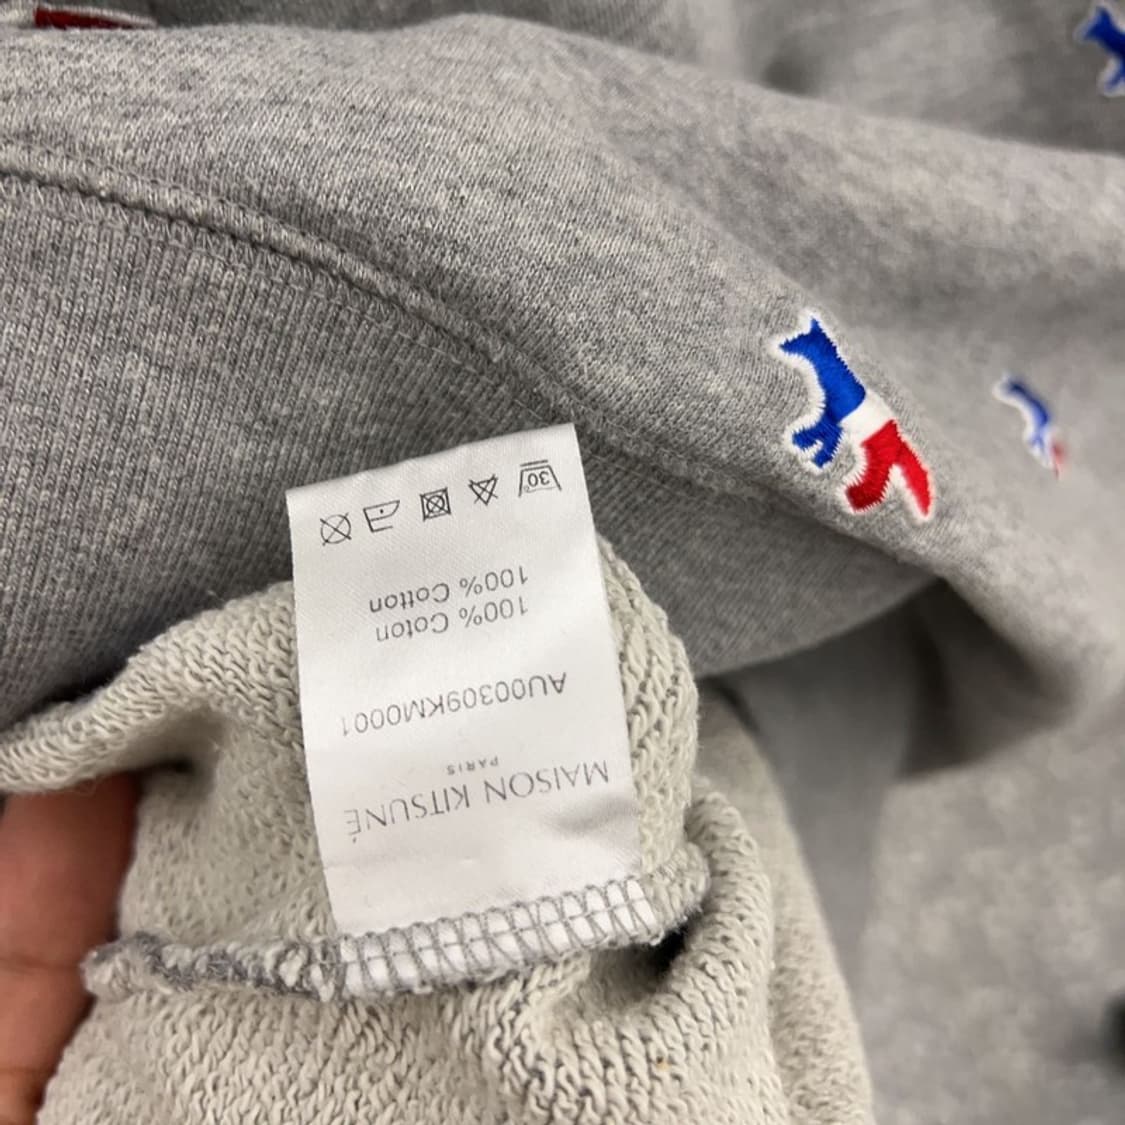 MAISON KITSUNÉ
PARIS
AU00309KM0001
100% Coton
100% Cotton
30